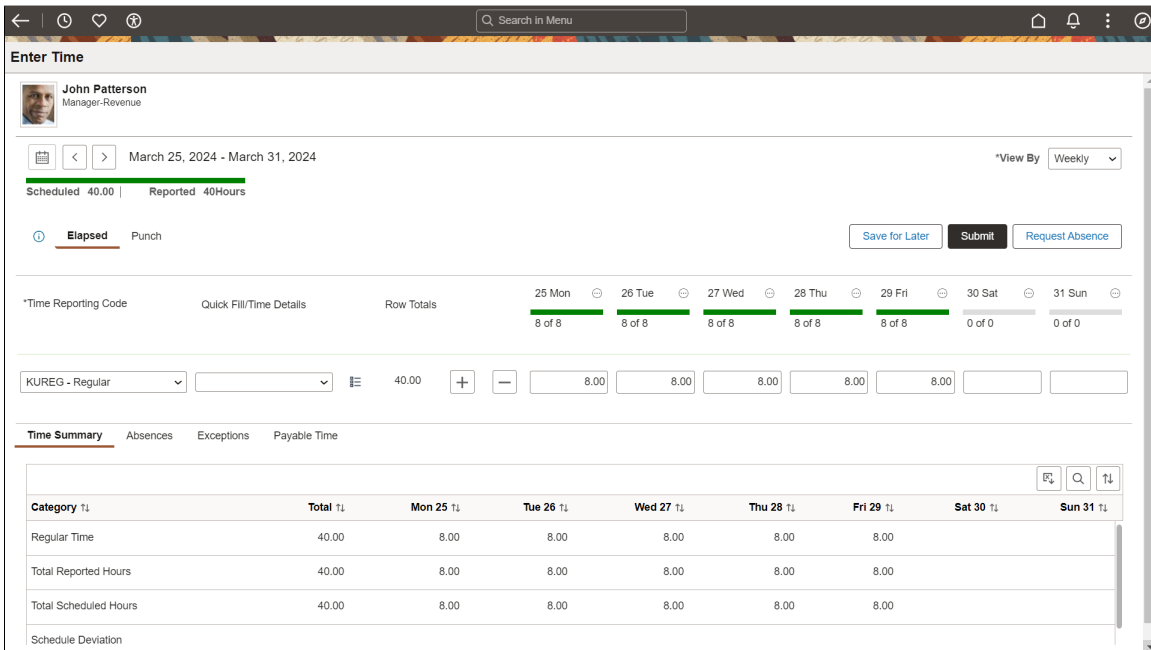 Search in Menu
Enter Time
John Patterson
Manager-Revenue
March 25, 2024 - March 31, 2024
*View By Weekly
Scheduled 40.00 | Reported 40Hours
Elapsed Punch Save for Later Submit Request Absence
*Time Reporting Code Quick Fill/Time Details Row Totals 25 Mon 26 Tue 27 Wed 28 Thu 29 Fri 30 Sat 31 Sun
8 of 8 8 of 8 8 of 8 8 of 8 8 of 8 0 of 0 0 of 0
KUREG - Regular 40.00 8.00 8.00 8.00 8.00 8.00
Time Summary Absences Exceptions Payable Time
Category Total Mon 25 Tue 26 Wed 27 Thu 28 Fri 29 Sat 30 Sun 31
Regular Time 40.00 8.00 8.00 8.00 8.00 8.00
Total Reported Hours 40.00 8.00 8.00 8.00 8.00 8.00
Total Scheduled Hours 40.00 8.00 8.00 8.00 8.00 8.00
Schedule Deviation